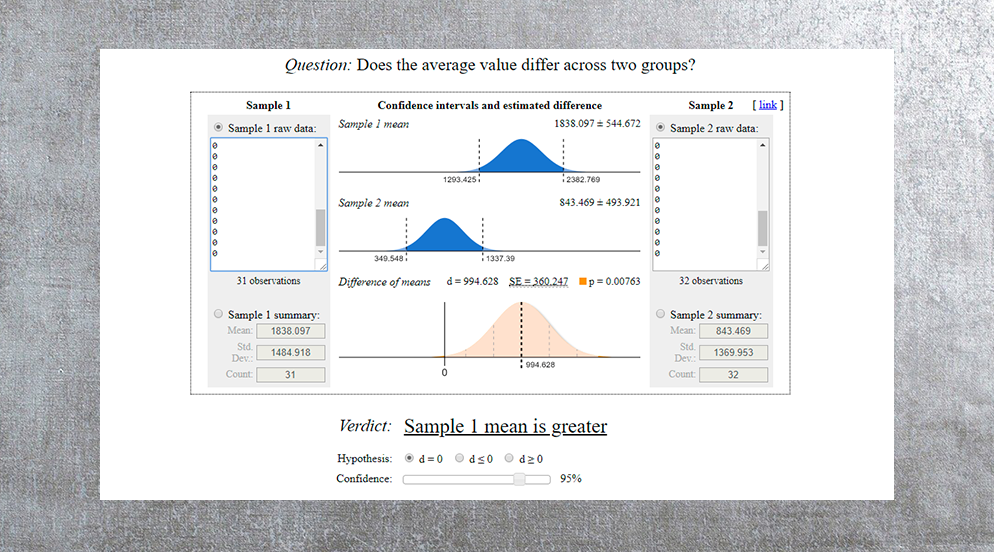 Question: Does the average value differ across two groups?
Sample 1
Confidence intervals and estimated difference
Sample 2
[ link ]
Sample 1 raw data:
0
0
0
0
0
0
0
0
0
0
0
31 observations
Sample 1 summary:
Mean: 1838.097
Std.
Dev.: 1484.918
Count: 31
Sample 1 mean
1838.097 ± 544.672
1293.425
2382.769
Sample 2 mean
843.469 ± 493.921
349.548
1337.39
Difference of means
d = 994.628
SE = 360.247
p = 0.00763
994.628
0
Sample 2 raw data:
0
0
0
0
0
0
0
0
0
0
0
32 observations
Sample 2 summary:
Mean: 843.469
Std.
Dev.: 1369.953
Count: 32
Verdict: Sample 1 mean is greater
Hypothesis: d = 0 d ≤ 0 d ≥ 0
Confidence: 95%